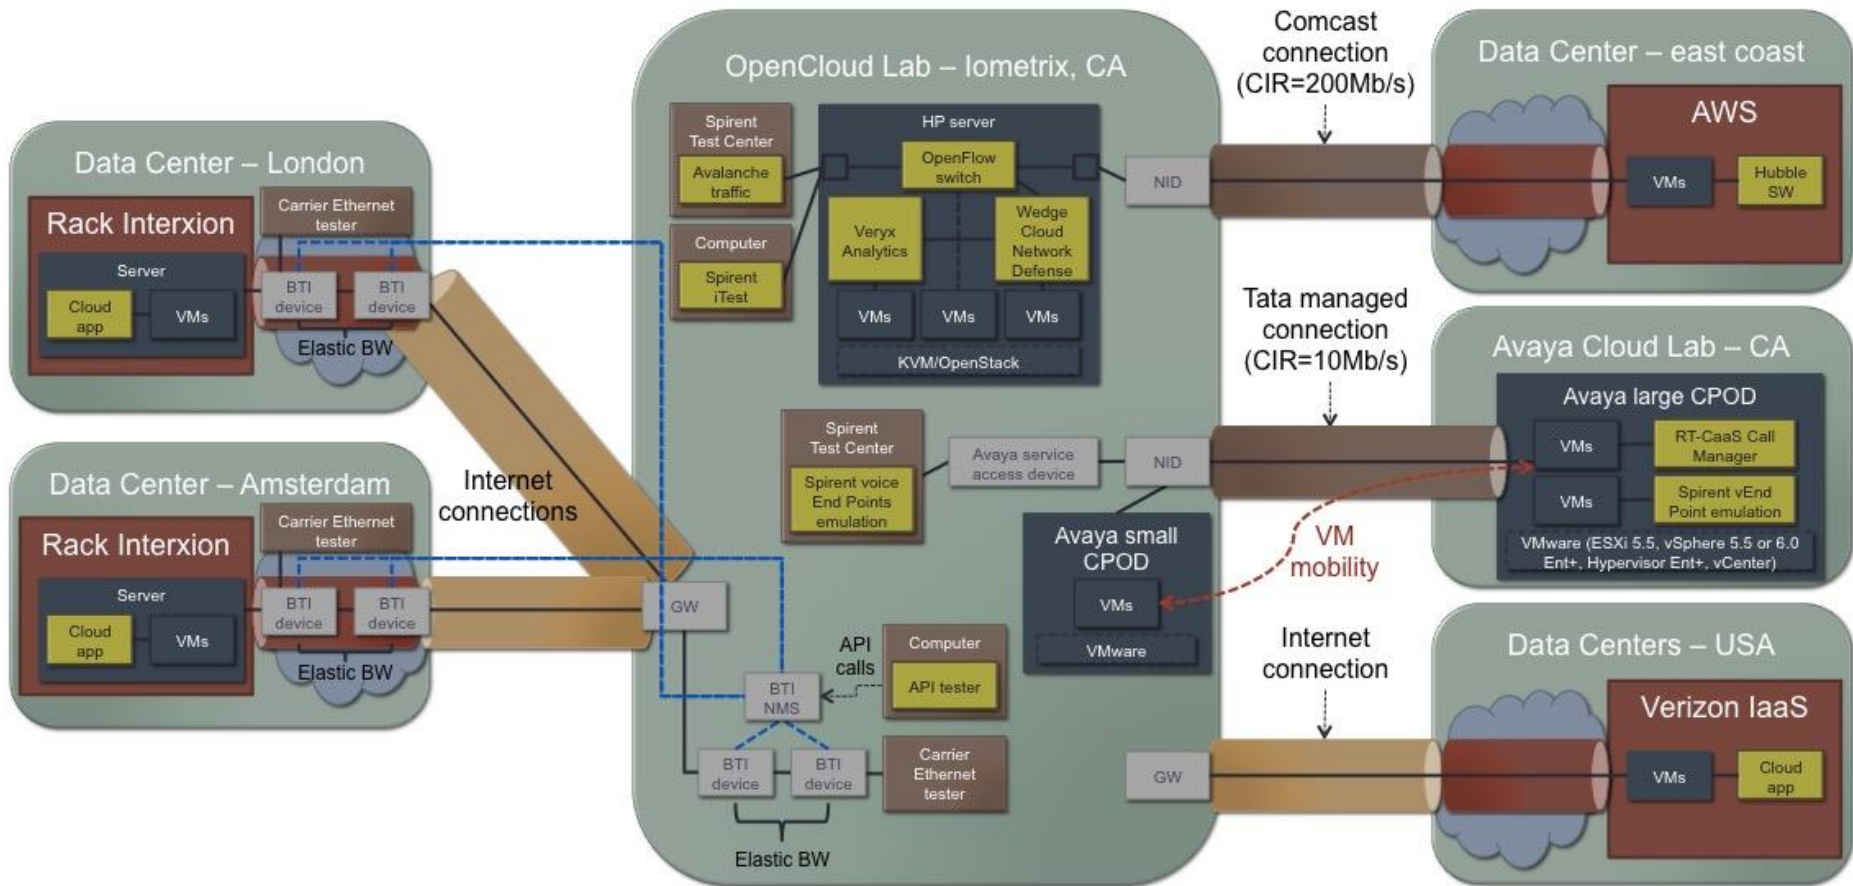 Data Center – London
Carrier Ethernet
tester
Rack Interxion
Server
Cloud
app
VMs
BTI
device
BTI
device
Elastic BW
Data Center – Amsterdam
Carrier Ethernet
tester
Rack Interxion
Server
Cloud
app
VMs
BTI
device
BTI
device
Elastic BW
Internet
connections
OpenCloud Lab – Iometrix, CA
Spirent
Test Center
Avalanche
traffic
Computer
Spirent
iTest
HP server
OpenFlow
switch
Veryx
Analytics
Wedge
Cloud
Network
Defense
VMs
VMs
VMs
KVM/OpenStack
NID
Spirent
Test Center
Spirent voice
End Points
emulation
Avaya service
access device
NID
Avaya small
CPOD
VMs
VMware
GW
API
calls
Computer
API tester
BTI
NMS
BTI
device
BTI
device
Carrier
Ethernet
tester
Elastic BW
GW
Comcast
connection
(CIR=200Mb/s)
Tata managed
connection
(CIR=10Mb/s)
VM
mobility
Internet
connection
Data Center – east coast
AWS
VMs
Hubble
SW
Avaya Cloud Lab – CA
Avaya large CPOD
VMs
RT-CaaS Call
Manager
VMs
Spirent vEnd
Point emulation
VMware (ESXi 5.5, vSphere 5.5 or 6.0
Ent+, Hypervisor Ent+, vCenter)
Data Centers – USA
Verizon IaaS
VMs
Cloud
app